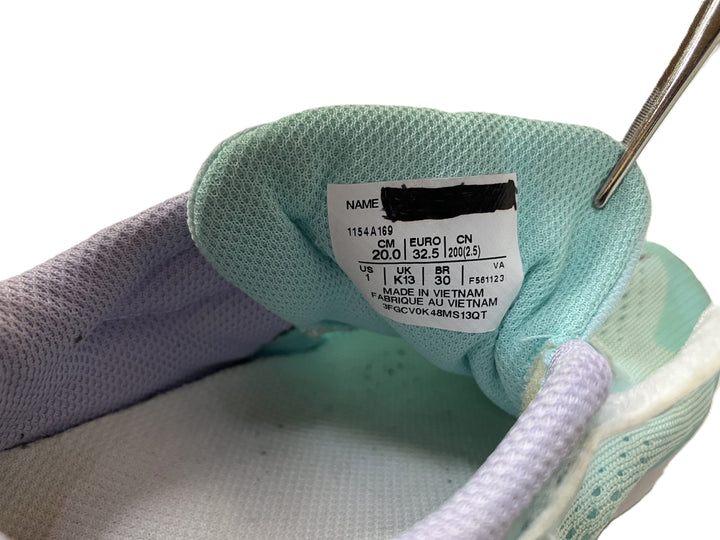 NAME
1154A169
CM EURO CN
20.0 32.5 200(2.5)
US UK BR VA
1 K13 30 F561123
MADE IN VIETNAM
FABRIQUE AU VIETNAM
3FGCV0K48MS13QT